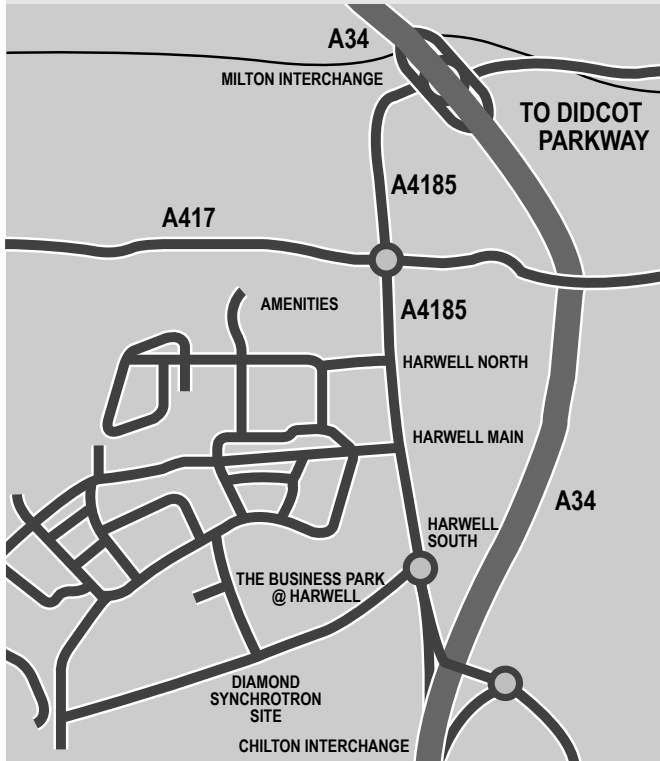 A34
MILTON INTERCHANGE
TO DIDCOT
PARKWAY
A4185
A417
AMENITIES
A4185
HARWELL NORTH
HARWELL MAIN
A34
HARWELL
SOUTH
THE BUSINESS PARK
@ HARWELL
DIAMOND
SYNCHROTRON
SITE
CHILTON INTERCHANGE